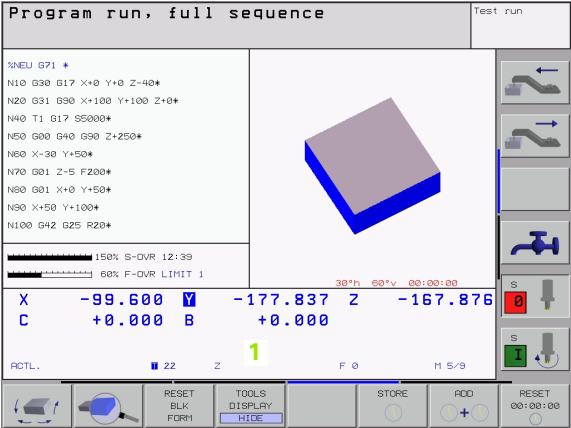 Program run, full sequence
Test run
%NEU G71 *
N10 G30 G17 X+0 Y+0 Z-40*
N20 G31 G90 X+100 Y+100 Z+0*
N40 T1 G17 S5000*
N50 G00 G40 G90 Z+250*
N60 X-30 Y+50*
N70 G01 Z-5 F200*
N80 G01 X+0 Y+50*
N90 X+50 Y+100*
N100 G42 G25 R20*
150% S-OVR 12:39
60% F-OVR LIMIT 1
30°h 60°v 00:00:00
X -99.600 Y -177.837 Z -167.876
C +0.000 B +0.000
1
ACTL. T 22 Z F 0 M 5/9
S
0
S
I
RESET
BLK
FORM
TOOLS
DISPLAY
HIDE
STORE
ADD
+
RESET
00:00:00